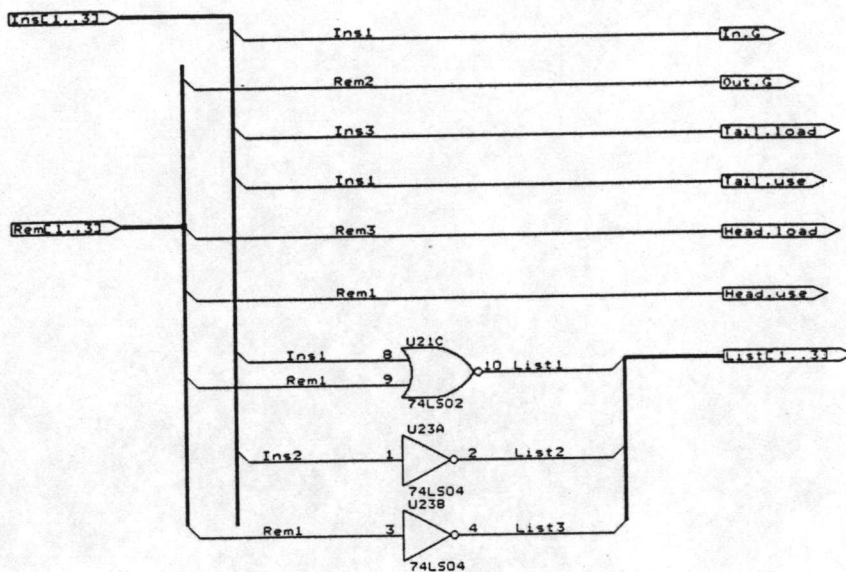 Ins[1..3]
Ins1
In.G
Rem2
Out.G
Ins3
Tail.load
Ins1
Tail.use
Rem[1..3]
Rem3
Head.load
Rem1
Head.use
U21C
Ins1
8
10
List1
List[1..3]
Rem1
9
74LS02
U23A
Ins2
1
2
List2
74LS04
U23B
Rem1
3
4
List3
74LS04